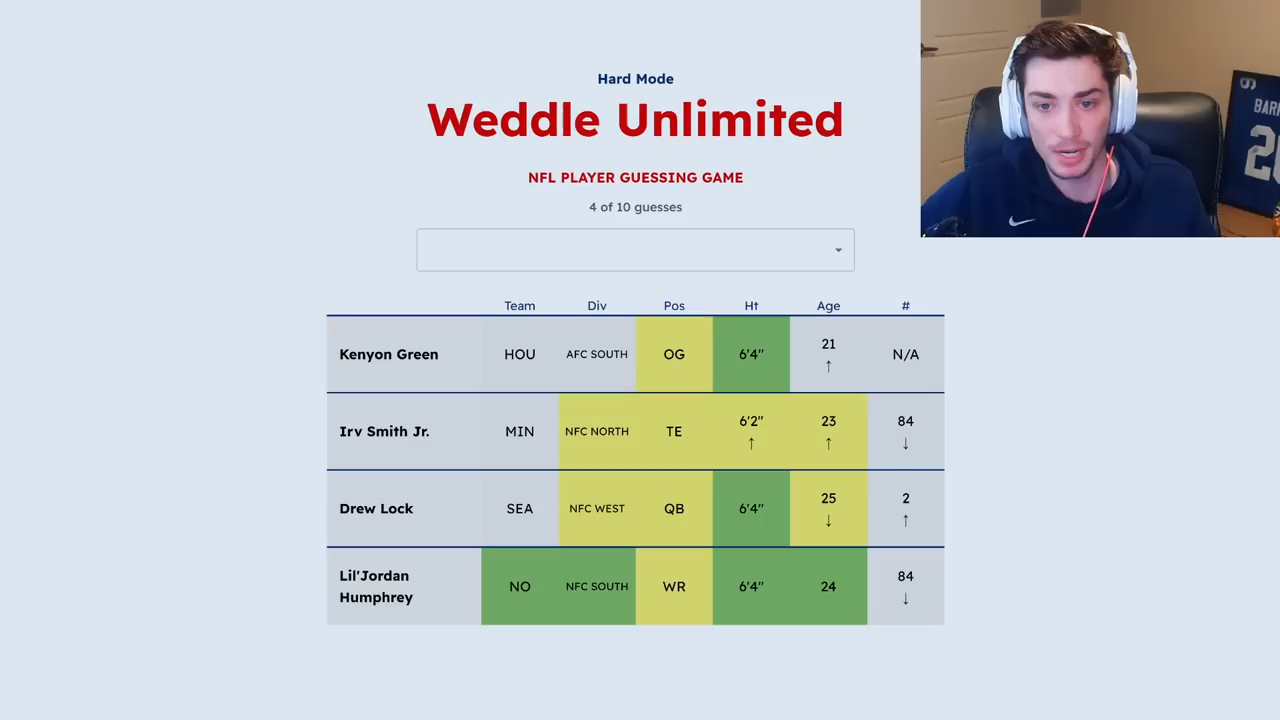 Hard Mode
Weddle Unlimited
NFL PLAYER GUESSING GAME
4 of 10 guesses
Team Div Pos Ht Age #
Kenyon Green HOU AFC SOUTH OG 6'4" 21 ↑ N/A
Irv Smith Jr. MIN NFC NORTH TE 6'2" ↑ 23 ↑ 84 ↓
Drew Lock SEA NFC WEST QB 6'4" 25 ↓ 2 ↑
Lil'Jordan
Humphrey NO NFC SOUTH WR 6'4" 24 84 ↓